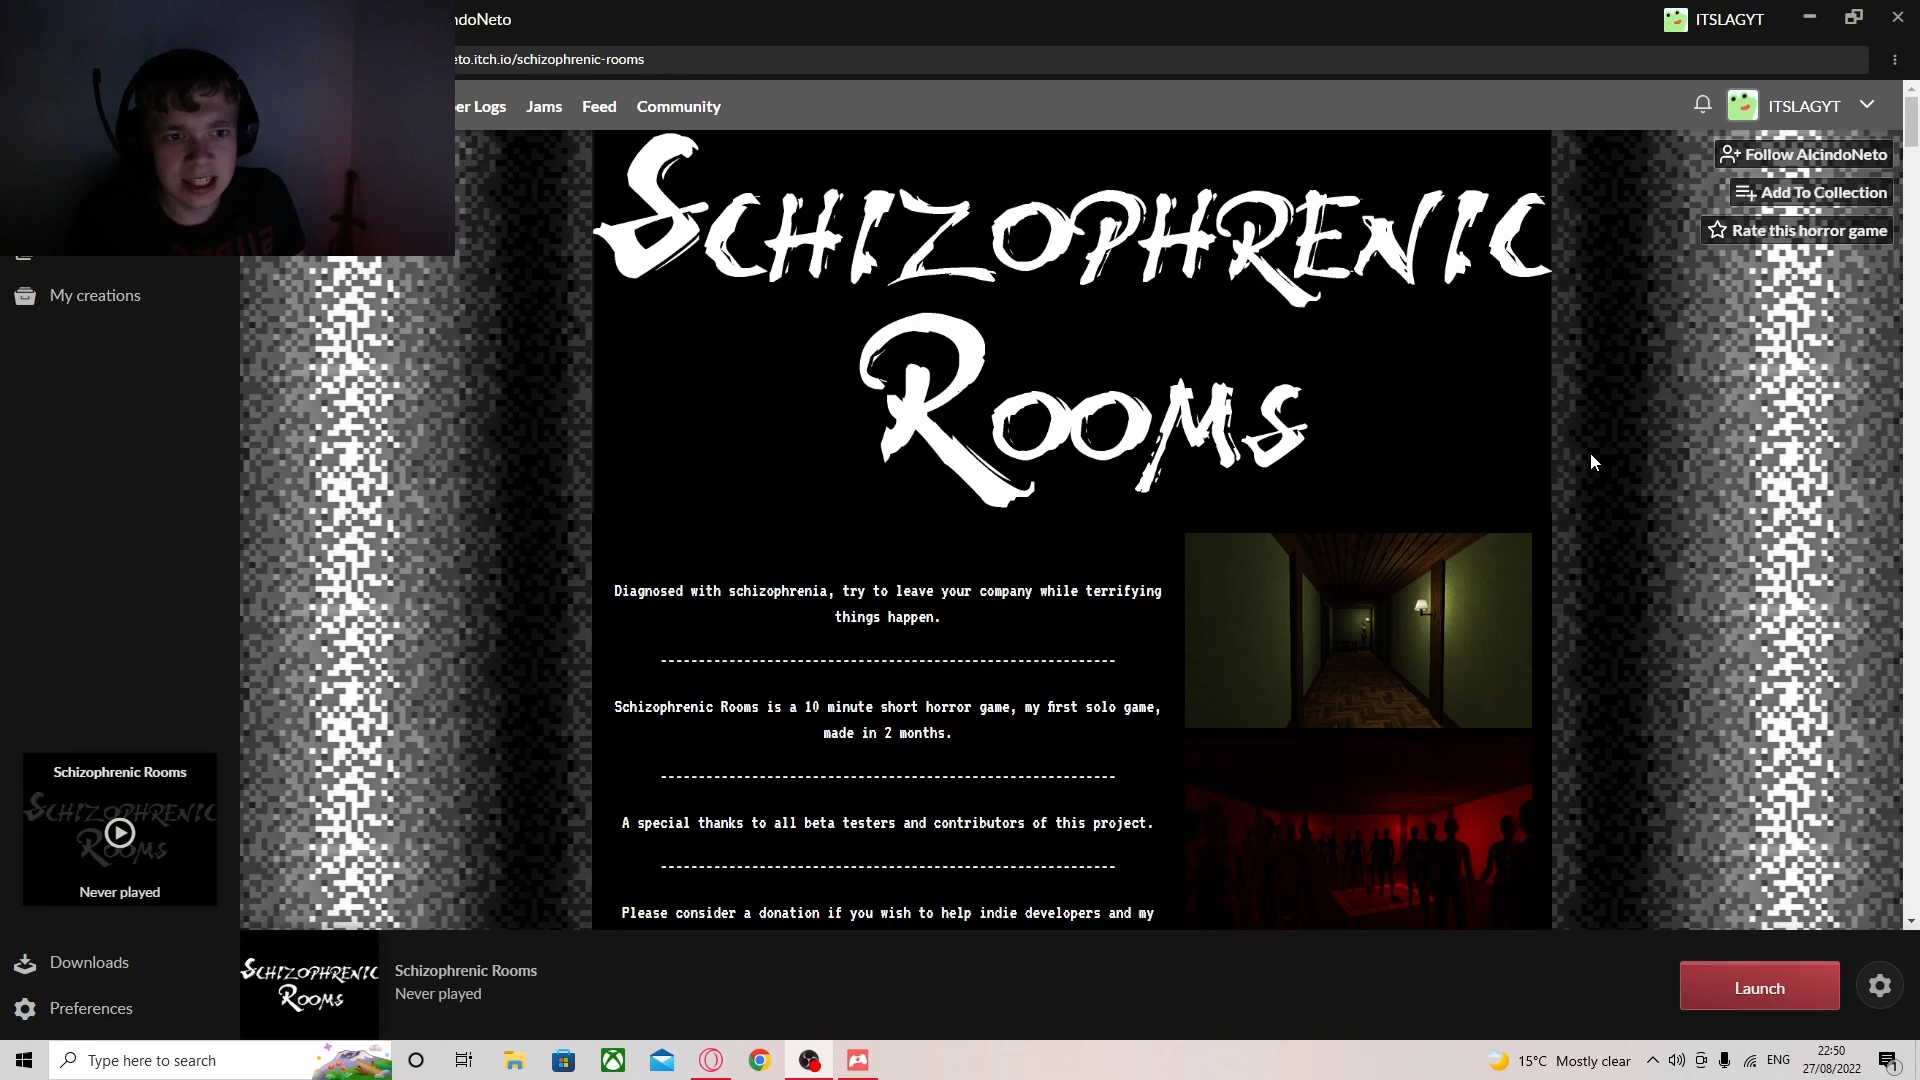 ndoNeto
ITSLAGYT
eto.itch.io/schizophrenic-rooms
er Logs
Jams
Feed
Community
ITSLAGYT
Follow AlcindoNeto
Add To Collection
Rate this horror game
SCHIZOPHRENIC
ROOMS
My creations
Diagnosed with schizophrenia, try to leave your company while terrifying
things happen.
------------------------------------------------------------
Schizophrenic Rooms is a 10 minute short horror game, my first solo game,
made in 2 months.
------------------------------------------------------------
A special thanks to all beta testers and contributors of this project.
------------------------------------------------------------
Please consider a donation if you wish to help indie developers and my
Schizophrenic Rooms
SCHIZOPHRENIC
ROOMS
Never played
Downloads
Preferences
SCHIZOPHRENIC
ROOMS
Schizophrenic Rooms
Never played
Launch
Type here to search
15°C Mostly clear
ENG
22:50
27/08/2022
1